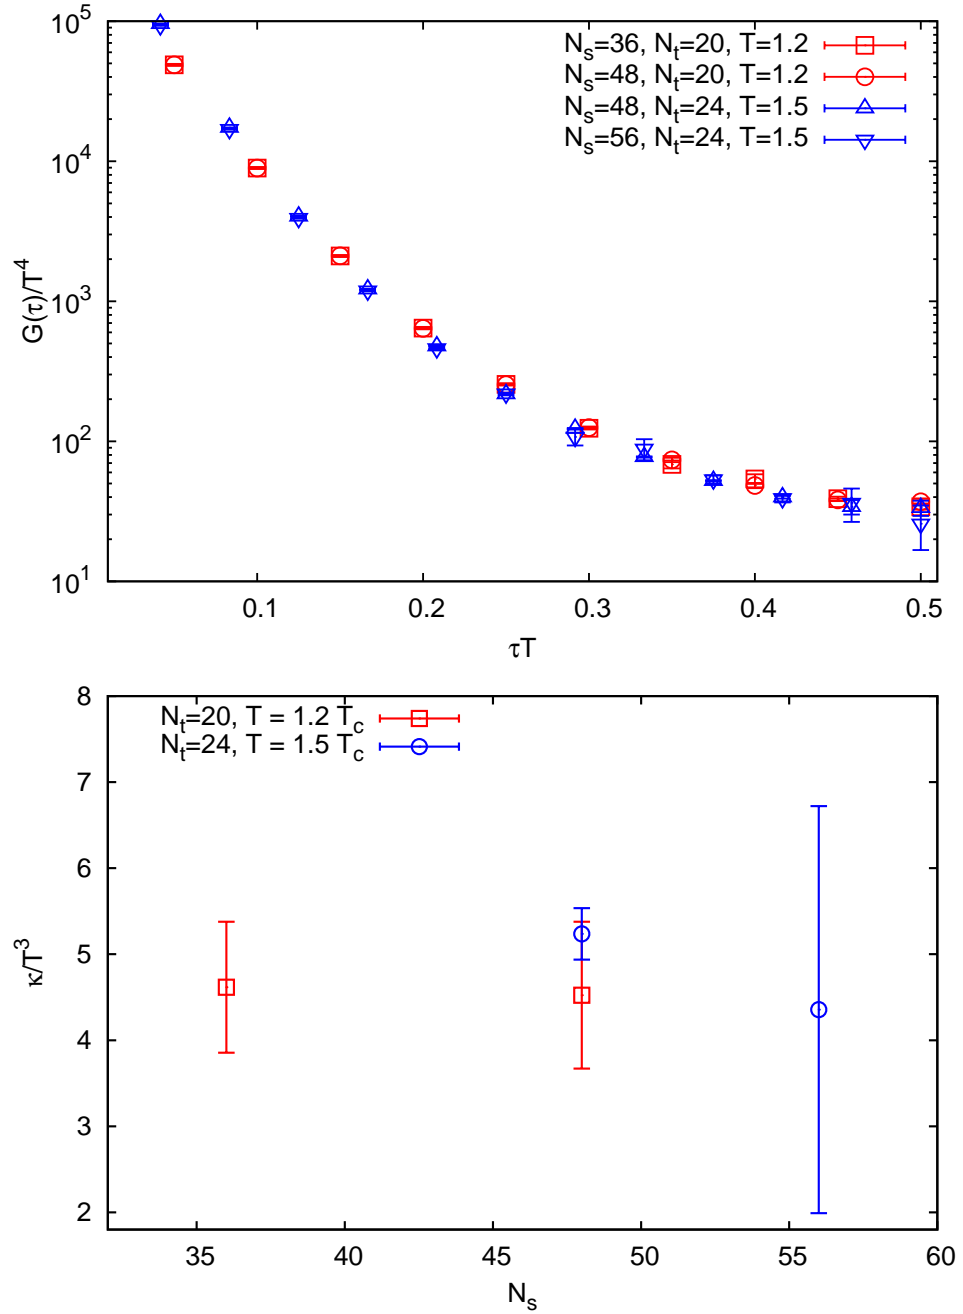 10^5
10^4
10^3
10^2
10^1
G(τ)/T^4
N_s=36, N_t=20, T=1.2
N_s=48, N_t=20, T=1.2
N_s=48, N_t=24, T=1.5
N_s=56, N_t=24, T=1.5
0.1 0.2 0.3 0.4 0.5
τT
8
7
6
5
4
3
2
κ/T^3
N_t=20, T = 1.2 T_c
N_t=24, T = 1.5 T_c
35 40 45 50 55 60
N_s